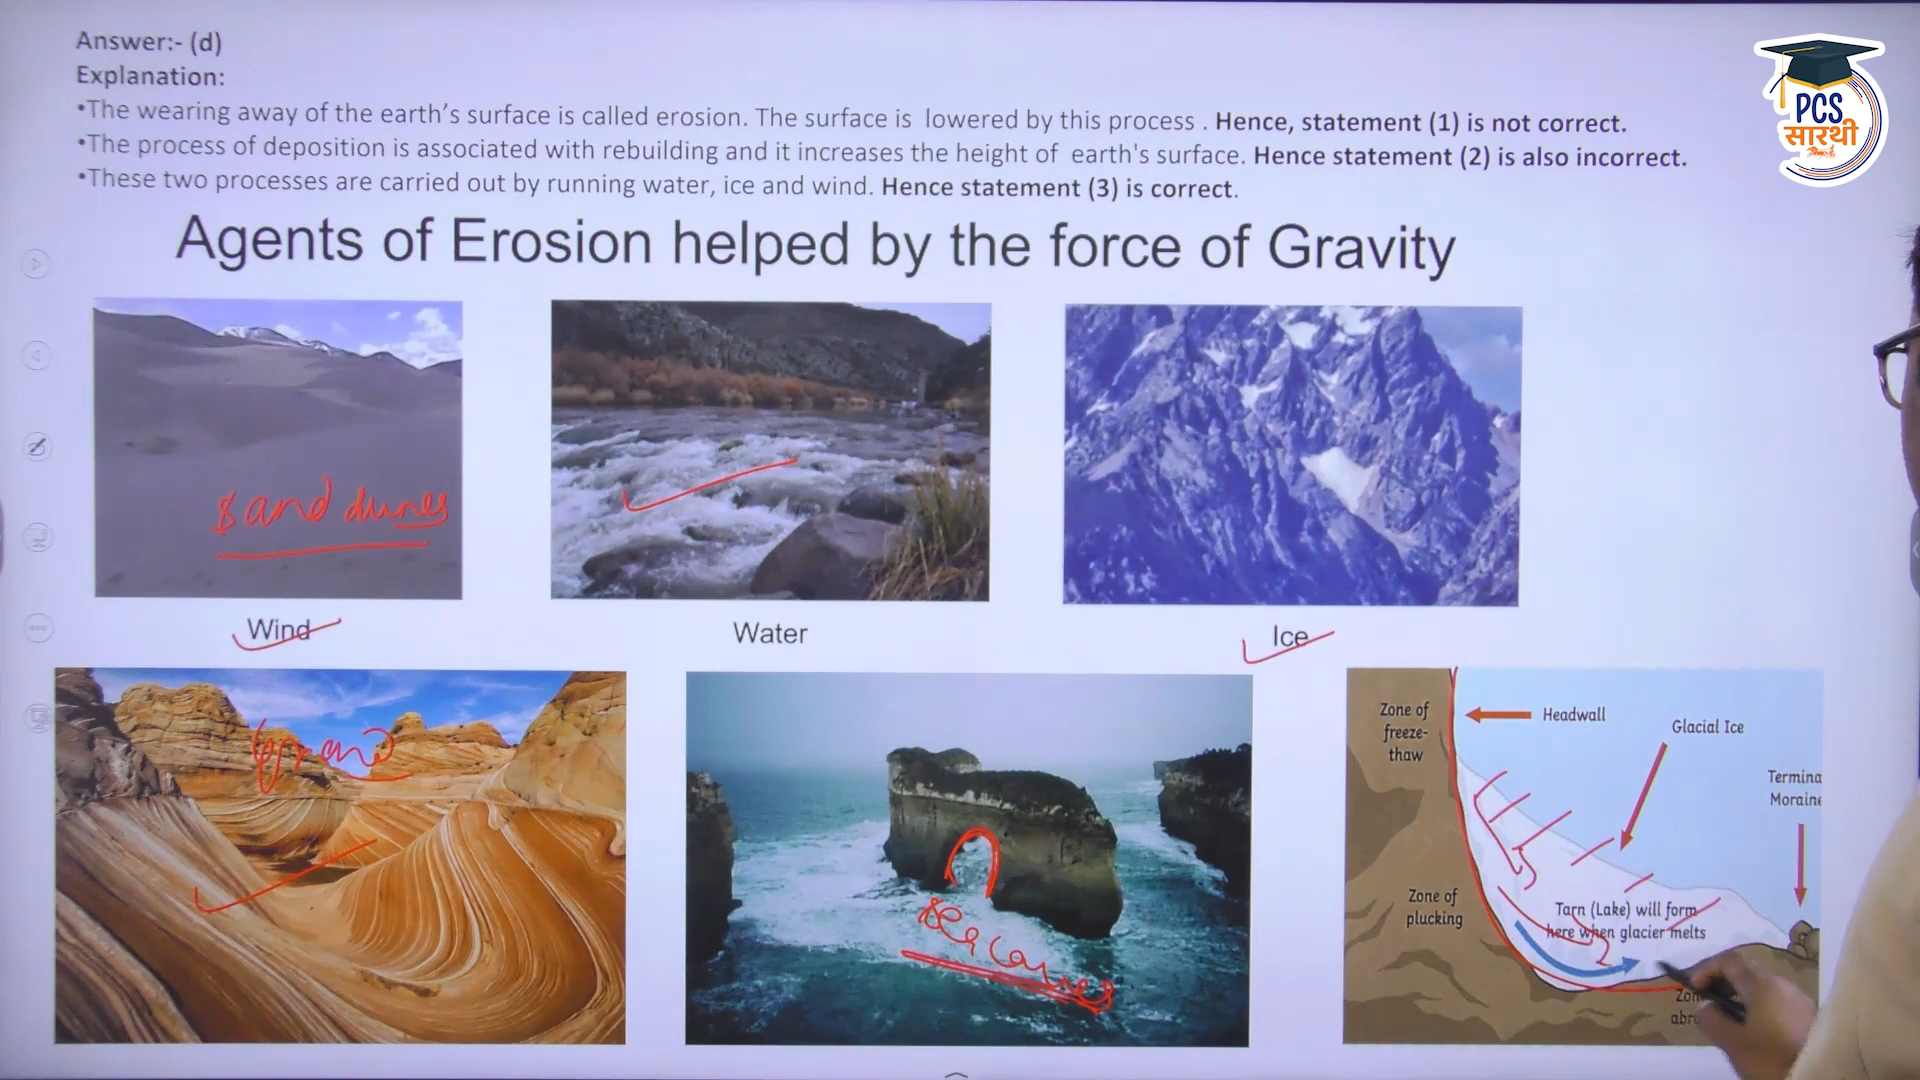 Answer:- (d)
Explanation:
•The wearing away of the earth’s surface is called erosion. The surface is lowered by this process . Hence, statement (1) is not correct.
•The process of deposition is associated with rebuilding and it increases the height of earth's surface. Hence statement (2) is also incorrect.
•These two processes are carried out by running water, ice and wind. Hence statement (3) is correct.
PCS
सारथी
Agents of Erosion helped by the force of Gravity
Sand dunes
Wind
Water
Ice
Sea Caves
Zone of
freeze-
thaw
Headwall
Glacial Ice
Termina
Moraine
Zone of
plucking
Tarn (Lake) will form
here when glacier melts